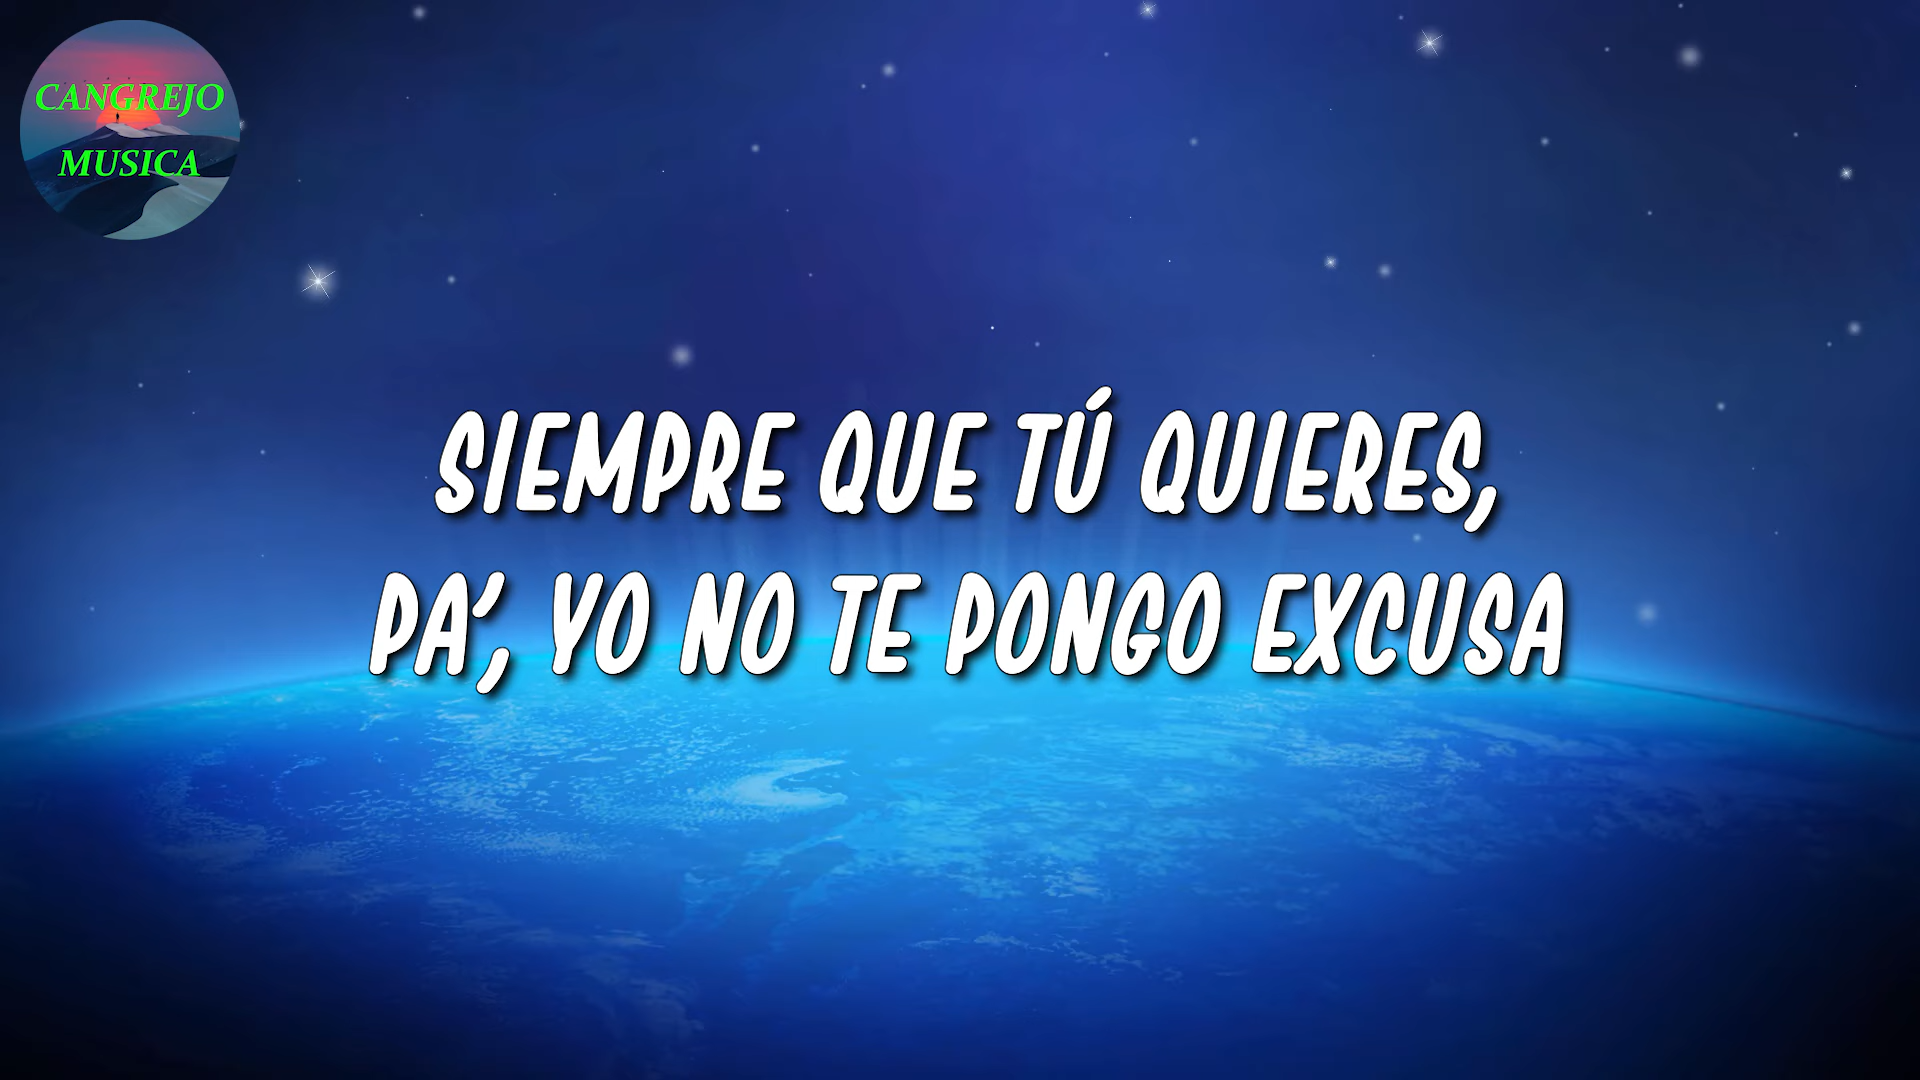 CANGREJO
MUSICA
SIEMPRE QUE TÚ QUIERES,
PA', YO NO TE PONGO EXCUSA